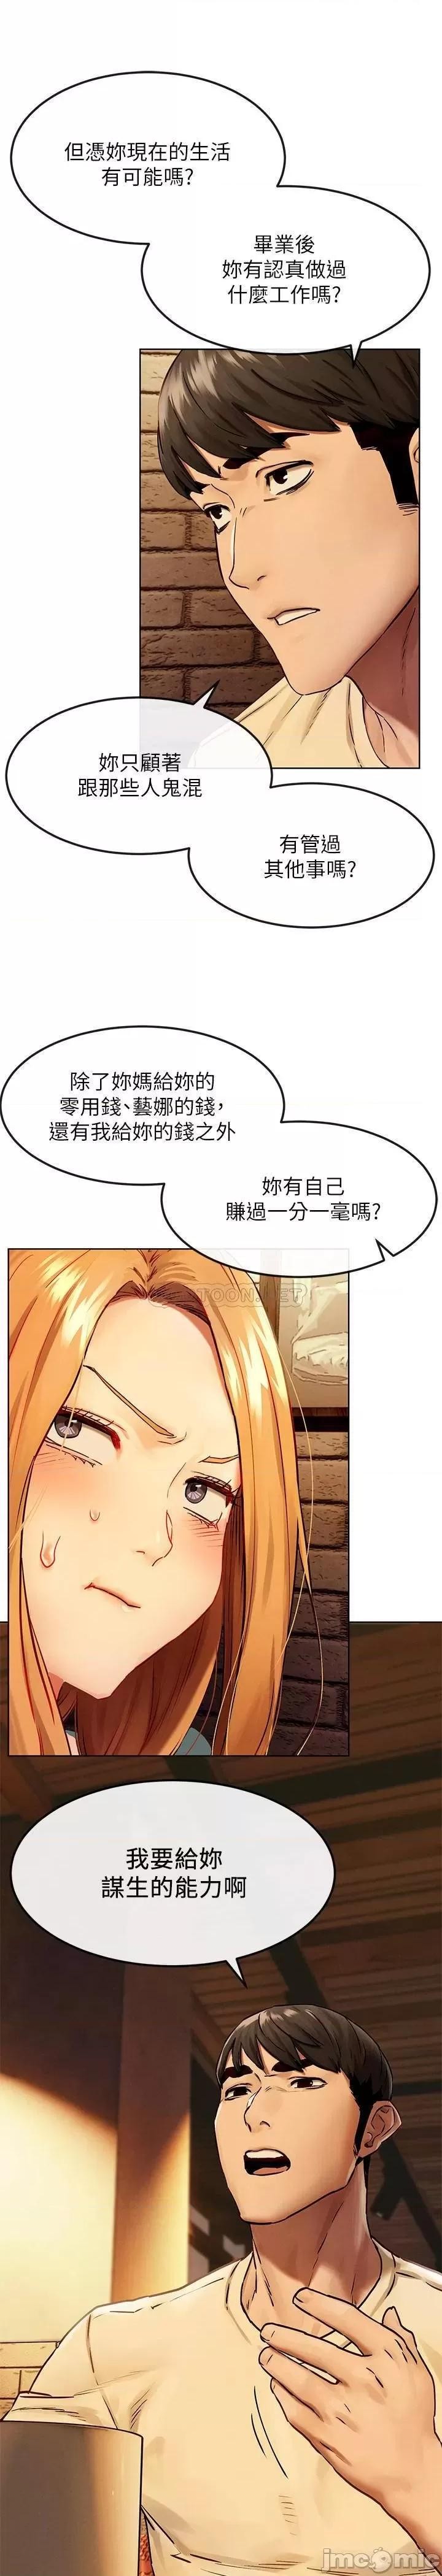 但憑妳現在的生活
有可能嗎?
畢業後
妳有認真做過
什麼工作嗎?
妳只顧著
跟那些人鬼混
有管過
其他事嗎?
除了妳媽給妳的
零用錢、藝娜的錢,
還有我給妳的錢之外
妳有自己
賺過一分一毫嗎?
TOON.NET
我要給妳
謀生的能力啊
jmcomic